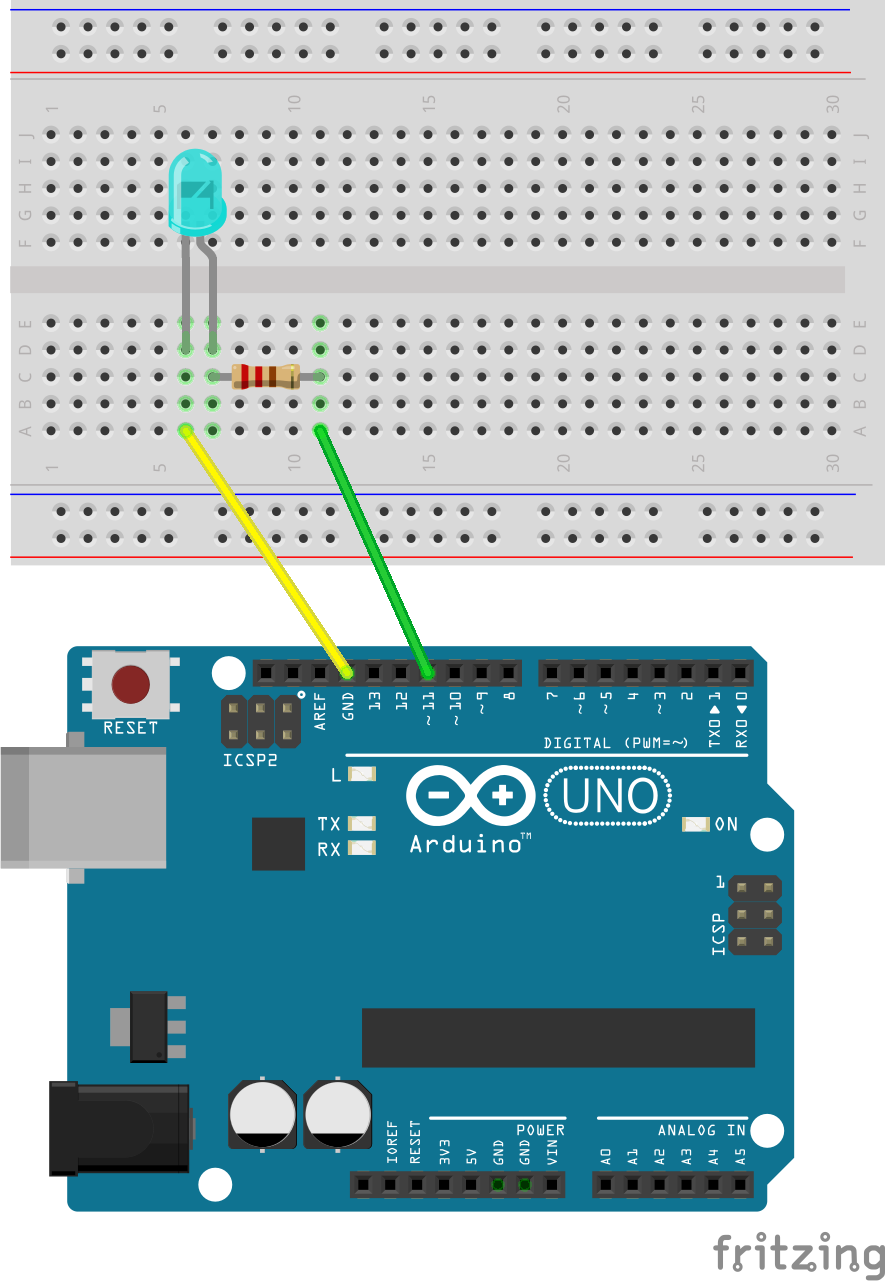 1 5 10 15 20 25 30
J J
I I
H H
G G
F F
E E
D D
C C
B B
A A
1 5 10 15 20 25 30
RESET
ICSP2
AREF
GND
13
12
~11
~10
~9
8
7
~6
~5
4
~3
2
TX0▶1
RX0◀0
DIGITAL (PWM=~)
L
TX
RX
Arduino™
UNO
ON
1
ICSP
IOREF
RESET
3V3
5V
GND
GND
VIN
POWER
ANALOG IN
A0
A1
A2
A3
A4
A5
fritzing